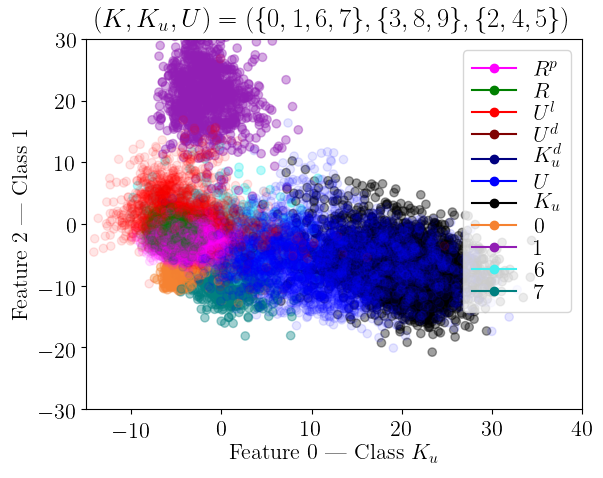 (K, K_u, U) = ({0, 1, 6, 7}, {3, 8, 9}, {2, 4, 5})
30
20
10
0
−10
−20
−30
Feature 2 — Class 1
R^p
R
U^l
U^d
K_u^d
U
K_u
0
1
6
7
−10
0
10
20
30
40
Feature 0 — Class K_u